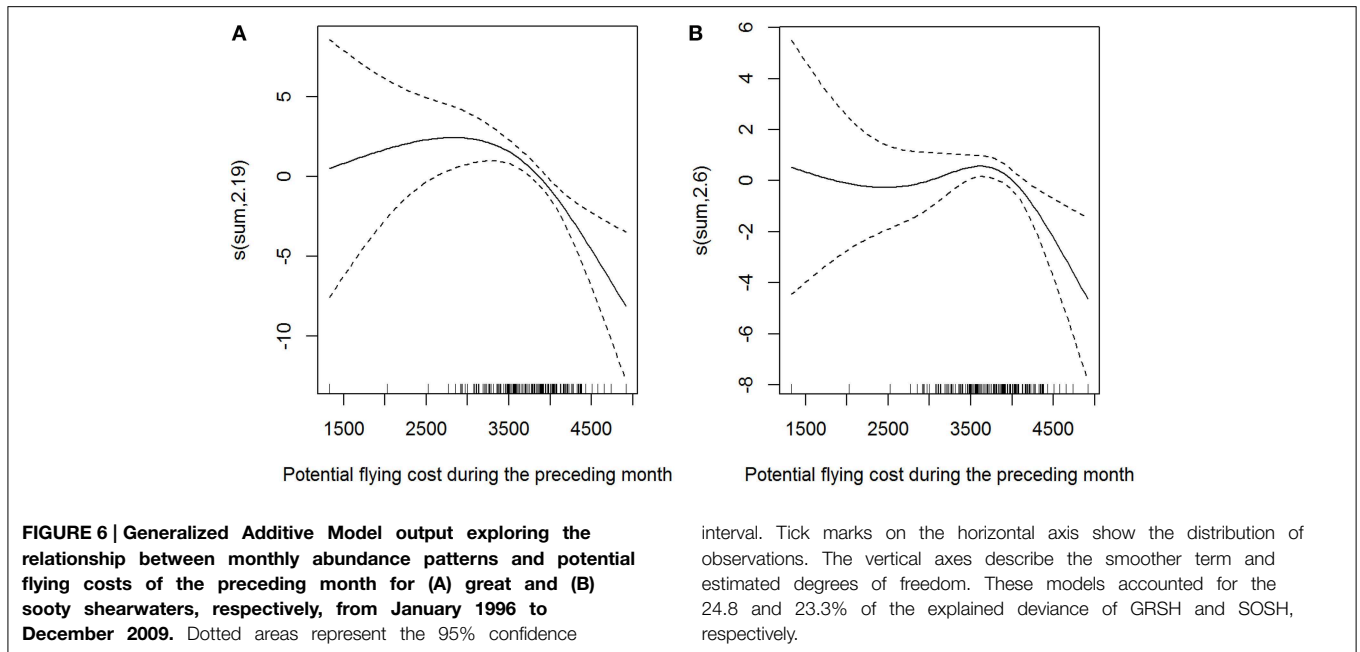 A
5
0
-5
-10
s(sum,2.19)
1500 2500 3500 4500
Potential flying cost during the preceding month
B
6
4
2
0
-2
-4
-6
-8
s(sum,2.6)
1500 2500 3500 4500
Potential flying cost during the preceding month
FIGURE 6 | Generalized Additive Model output exploring the
relationship between monthly abundance patterns and potential
flying costs of the preceding month for (A) great and (B)
sooty shearwaters, respectively, from January 1996 to
December 2009. Dotted areas represent the 95% confidence
interval. Tick marks on the horizontal axis show the distribution of
observations. The vertical axes describe the smoother term and
estimated degrees of freedom. These models accounted for the
24.8 and 23.3% of the explained deviance of GRSH and SOSH,
respectively.